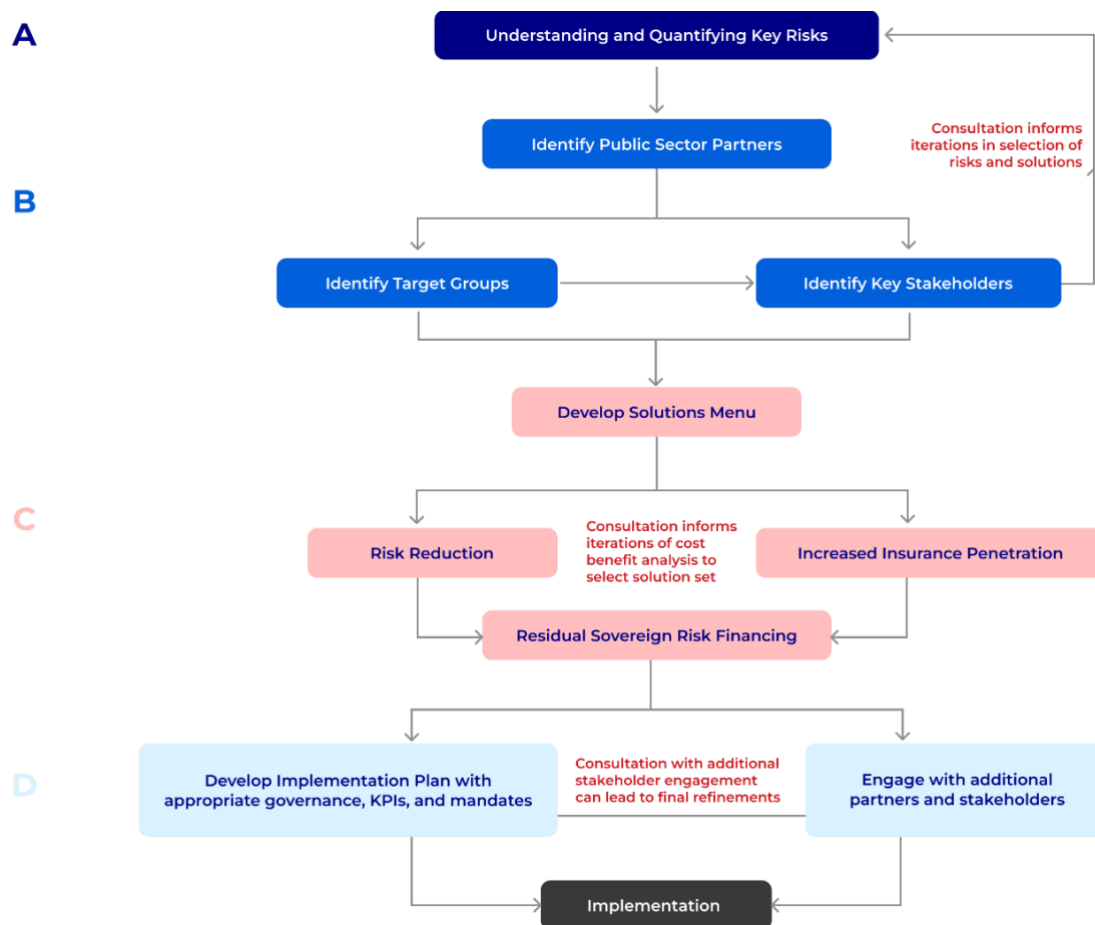 A
Understanding and Quantifying Key Risks
Identify Public Sector Partners
Consultation informs
iterations in selection of
risks and solutions
B
Identify Target Groups
Identify Key Stakeholders
Develop Solutions Menu
C
Risk Reduction
Consultation informs
iterations of cost
benefit analysis to
select solution set
Increased Insurance Penetration
Residual Sovereign Risk Financing
D
Develop Implementation Plan with
appropriate governance, KPIs, and mandates
Consultation with additional
stakeholder engagement
can lead to final refinements
Engage with additional
partners and stakeholders
Implementation